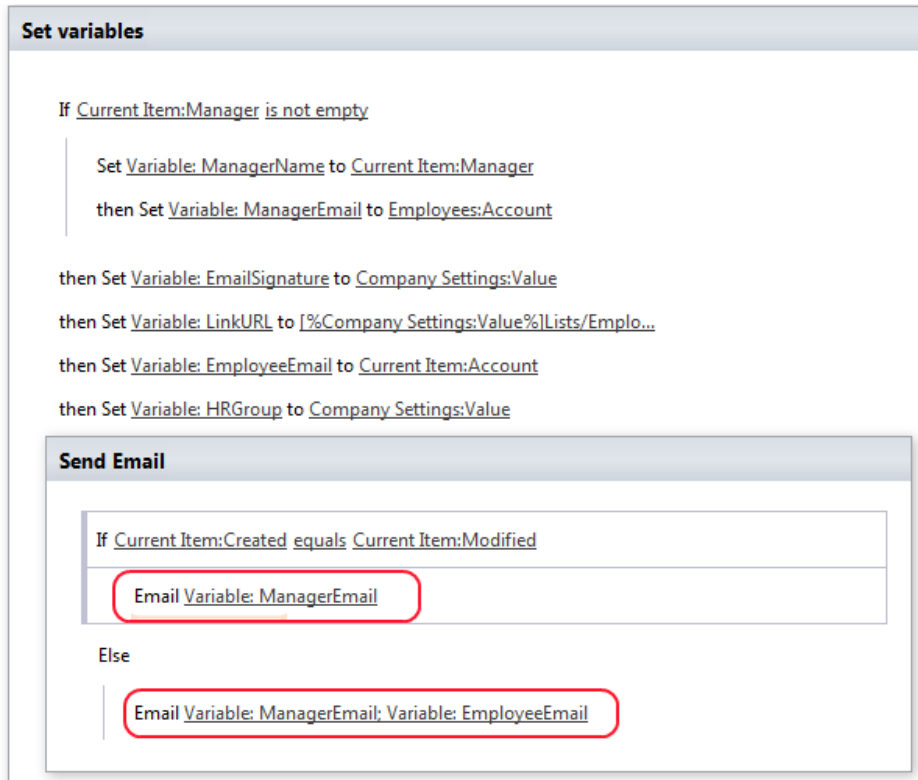 Set variables
If Current Item:Manager is not empty
Set Variable: ManagerName to Current Item:Manager
then Set Variable: ManagerEmail to Employees:Account
then Set Variable: EmailSignature to Company Settings:Value
then Set Variable: LinkURL to [%Company Settings:Value%]Lists/Emplo...
then Set Variable: EmployeeEmail to Current Item:Account
then Set Variable: HRGroup to Company Settings:Value
Send Email
If Current Item:Created equals Current Item:Modified
Email Variable: ManagerEmail
Else
Email Variable: ManagerEmail; Variable: EmployeeEmail